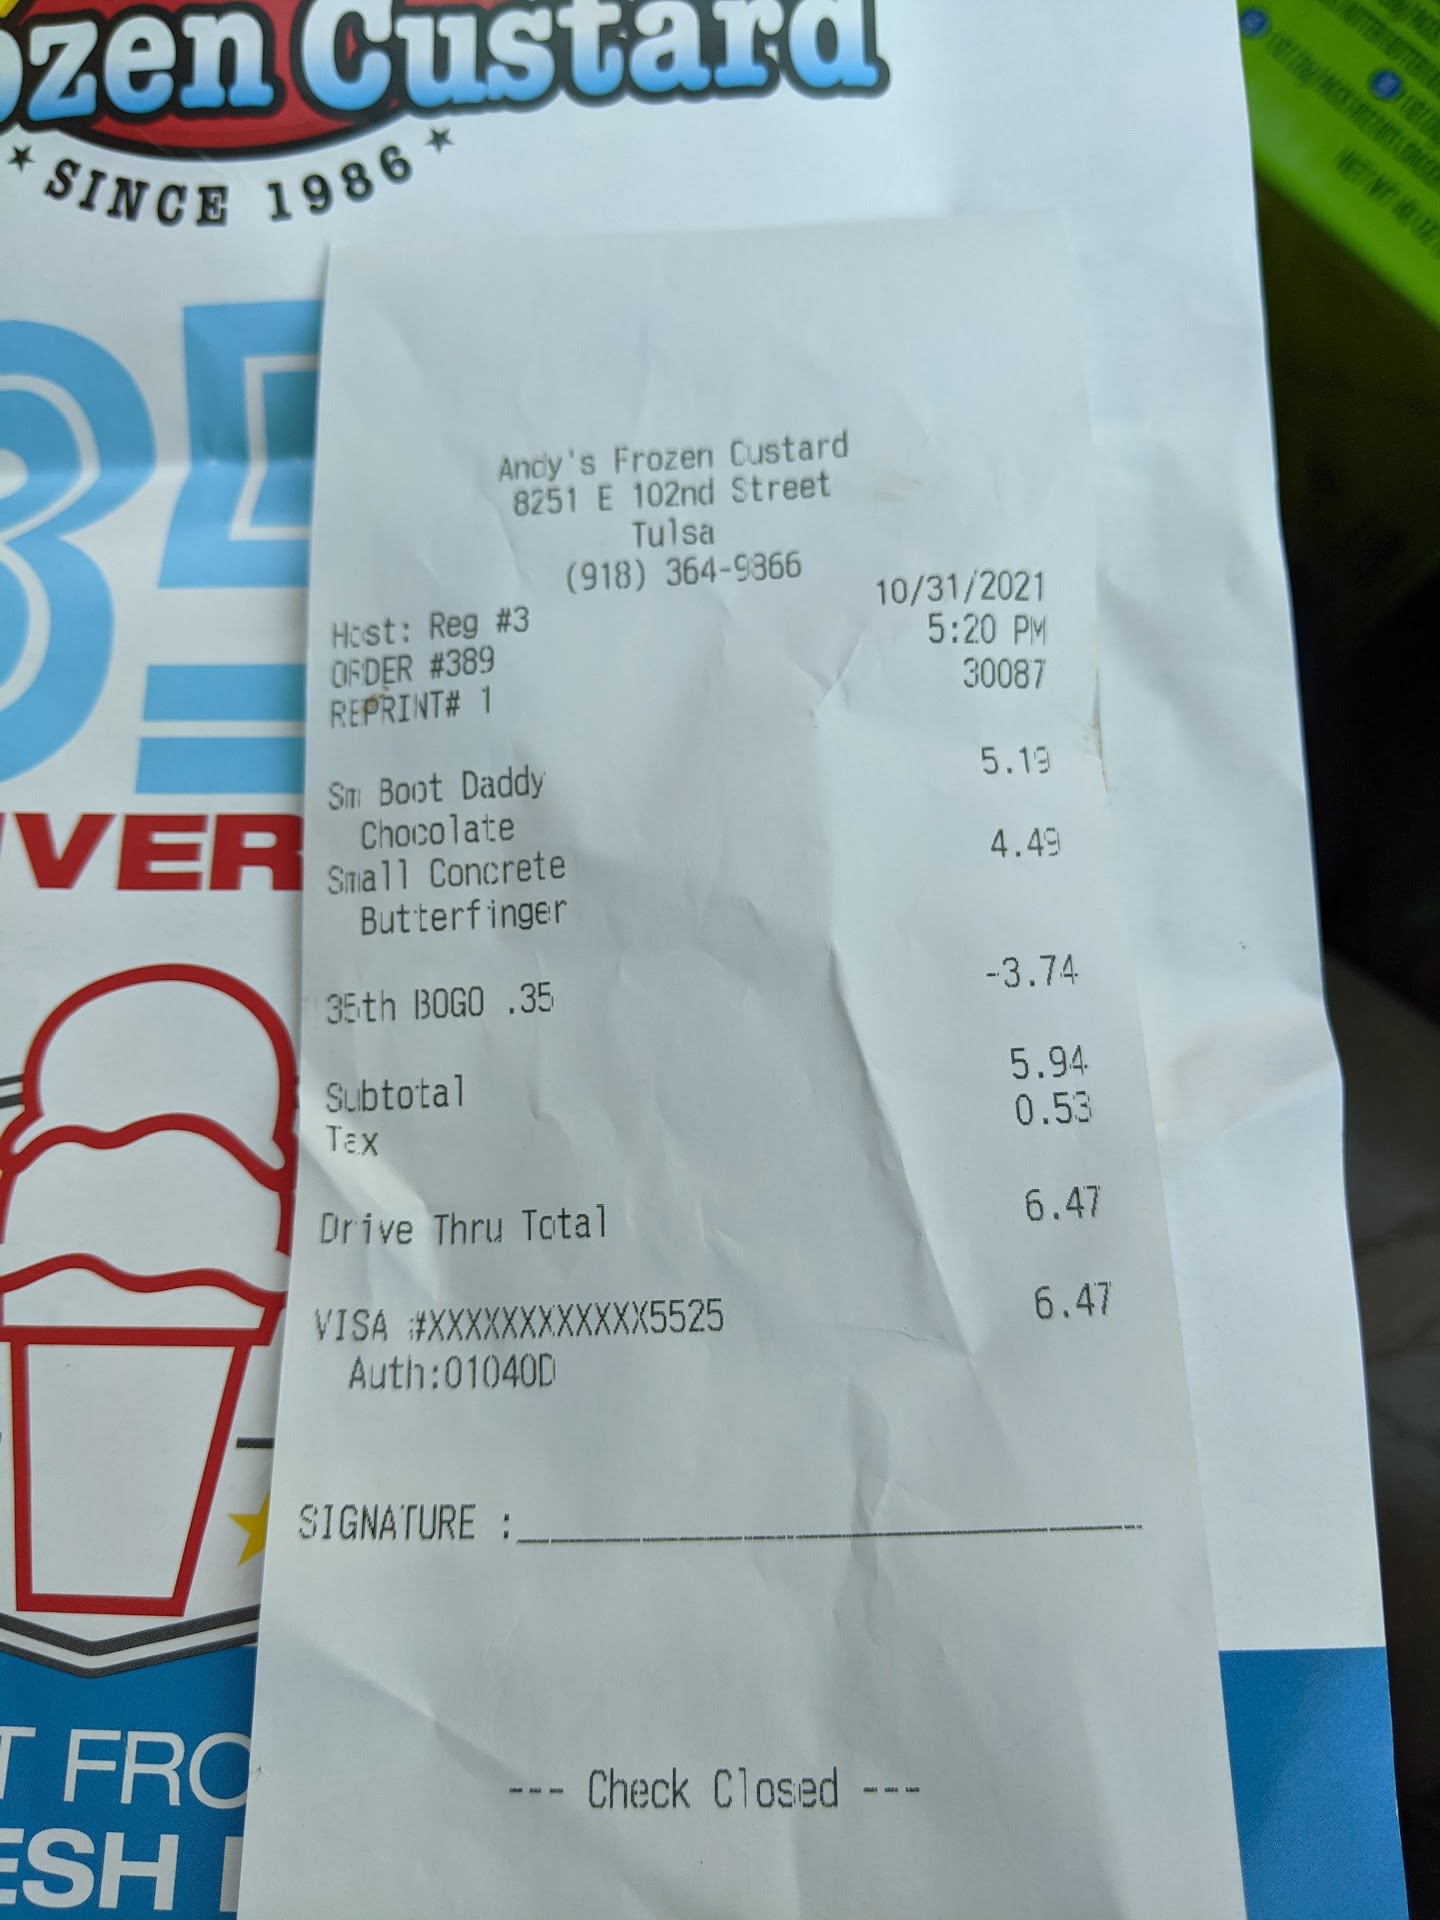 ozen Custard
★ SINCE 1986 ★
35
VER
Andy's Frozen Custard
8251 E 102nd Street
Tulsa
(918) 364-9866
10/31/2021
Host: Reg #3
5:20 PM
ORDER #389
30087
REPRINT# 1
Sm Boot Daddy
5.19
Chocolate
Small Concrete
4.49
Butterfinger
35th BOGO .35
-3.74
Subtotal
5.94
Tax
0.53
Drive Thru Total
6.47
VISA #XXXXXXXXXXXX5525
6.47
Auth:01040D
SIGNATURE :
--- Check Closed ---
T FRO
ESH